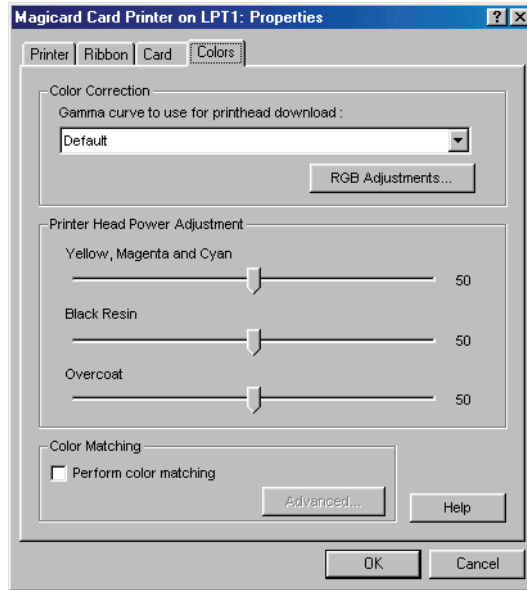 Magicard Card Printer on LPT1: Properties
Printer Ribbon Card Colors
Color Correction
Gamma curve to use for printhead download :
Default
RGB Adjustments...
Printer Head Power Adjustment
Yellow, Magenta and Cyan
50
Black Resin
50
Overcoat
50
Color Matching
Perform color matching
Advanced...
Help
OK Cancel